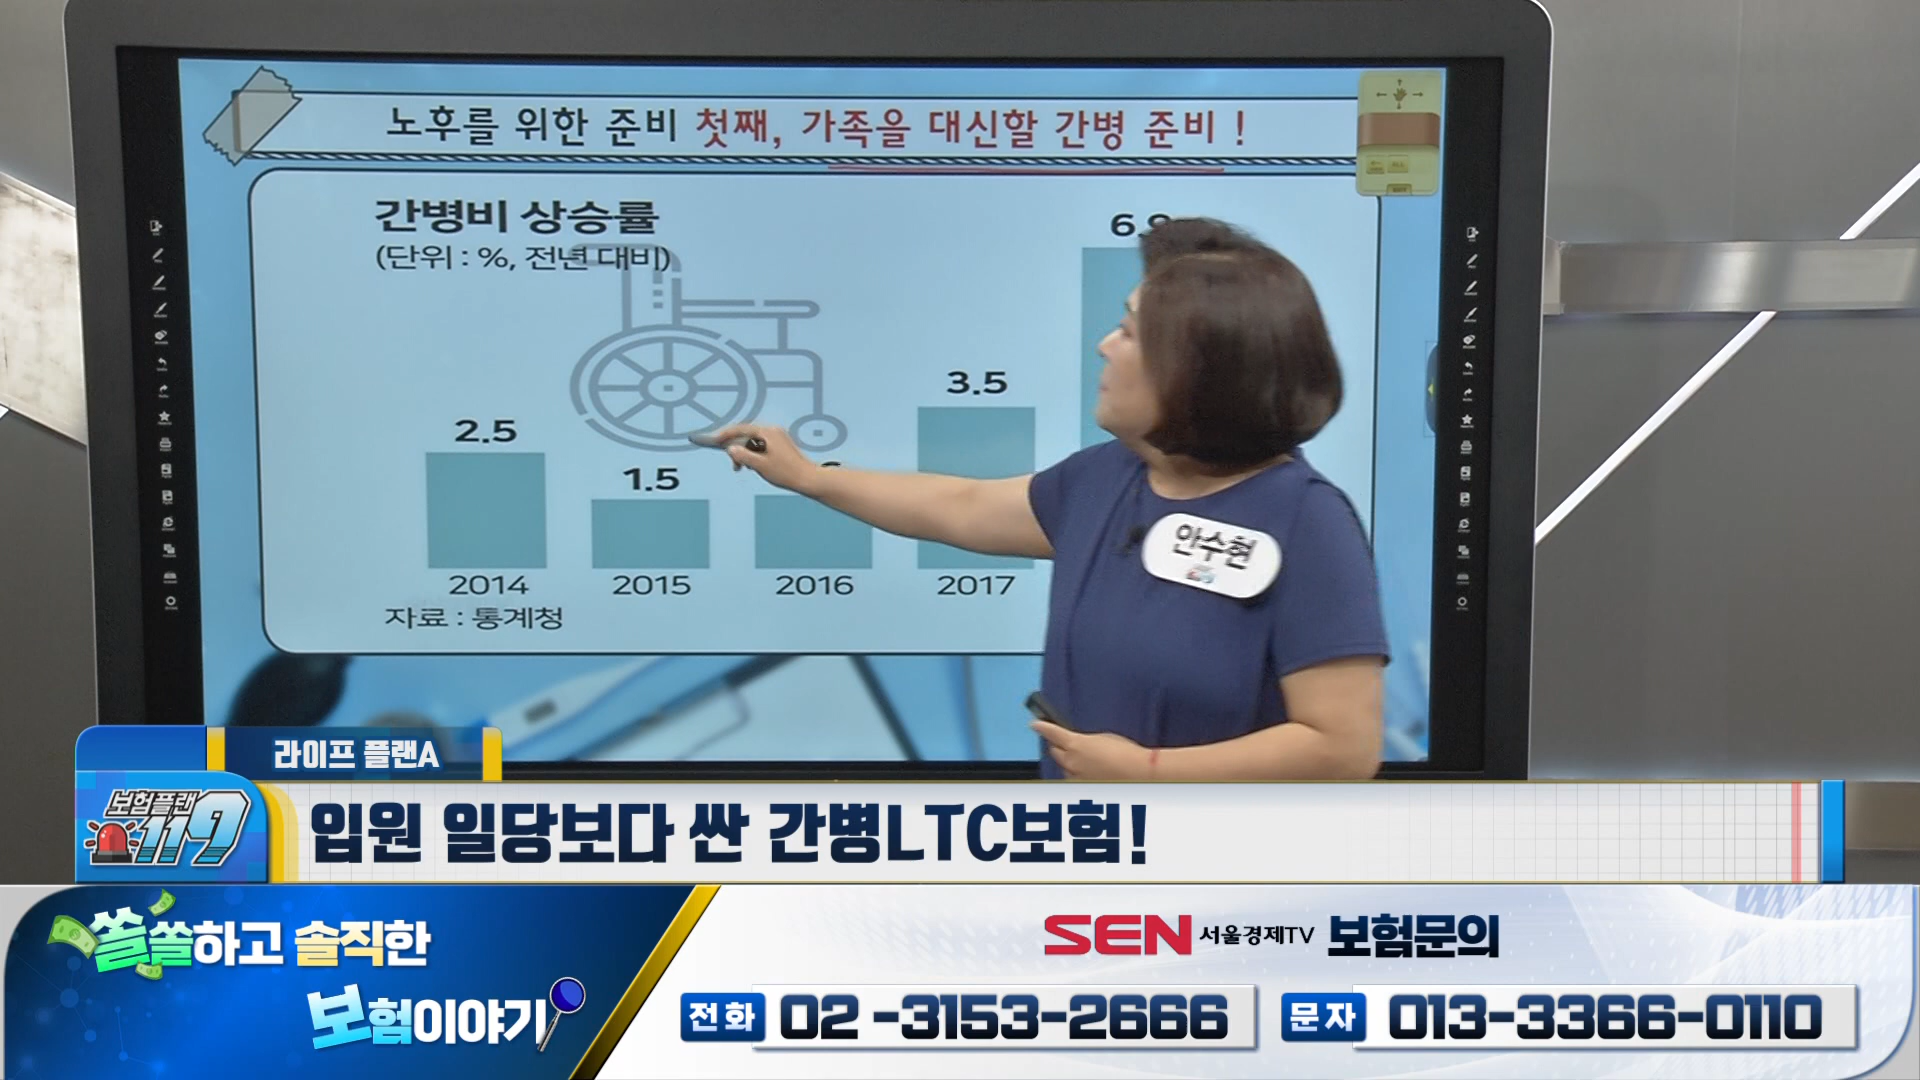 노후를 위한 준비 첫째, 가족을 대신할 간병 준비 !
간병비 상승률
(단위 : %, 전년 대비)
2.5
1.5
3.5
2014
2015
2016
2017
자료 : 통계청
안수현
라이프 플랜A
보험플랜
119
입원 일당보다 싼 간병LTC보험!
쏠쏠하고 솔직한
보험이야기
SEN 서울경제TV 보험문의
전화 02-3153-2666
문자 013-3366-0110